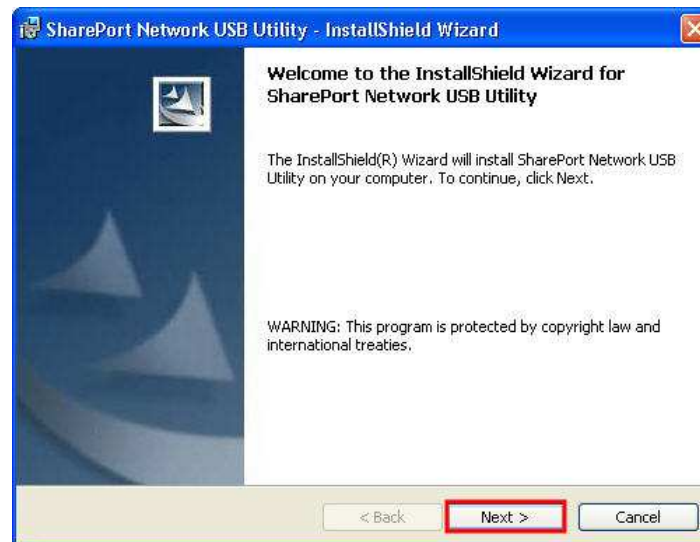 SharePort Network USB Utility - InstallShield Wizard
Welcome to the InstallShield Wizard for
SharePort Network USB Utility
The InstallShield(R) Wizard will install SharePort Network USB
Utility on your computer. To continue, click Next.
WARNING: This program is protected by copyright law and
international treaties.
< Back
Next >
Cancel